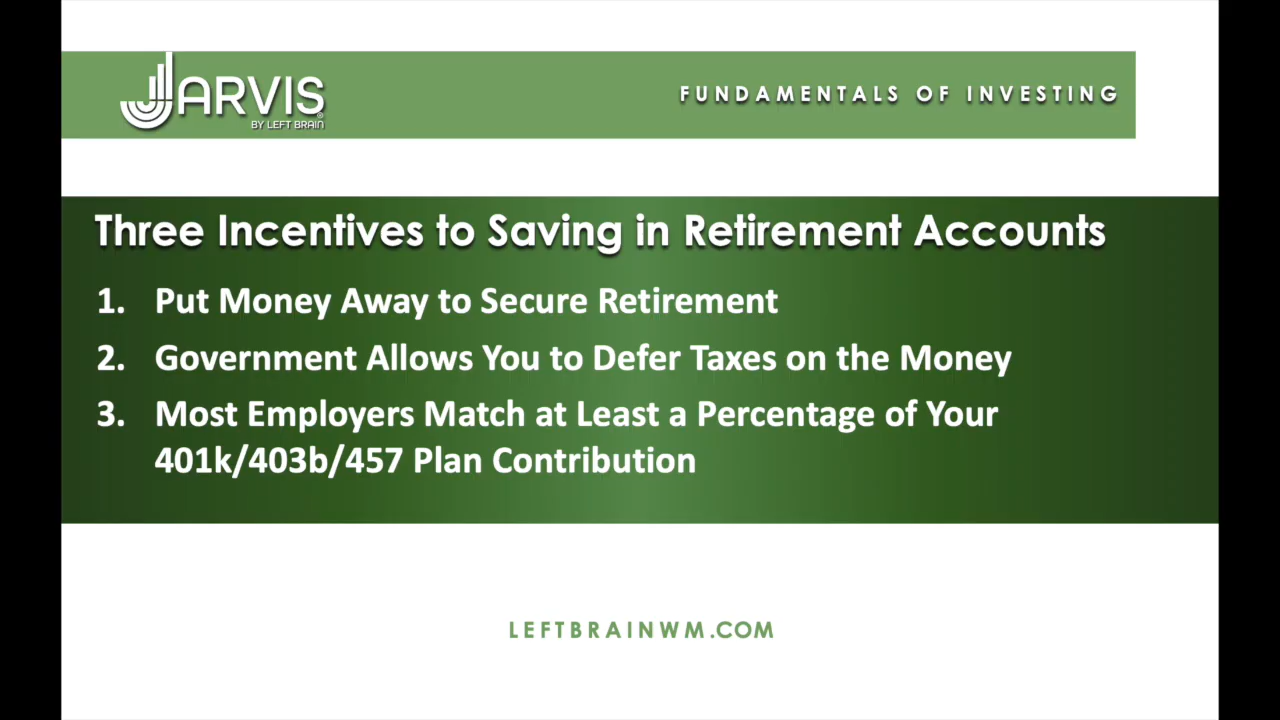 JARVIS®
BY LEFT BRAIN
FUNDAMENTALS OF INVESTING
Three Incentives to Saving in Retirement Accounts
1. Put Money Away to Secure Retirement
2. Government Allows You to Defer Taxes on the Money
3. Most Employers Match at Least a Percentage of Your
401k/403b/457 Plan Contribution
LEFTBRAINWM.COM